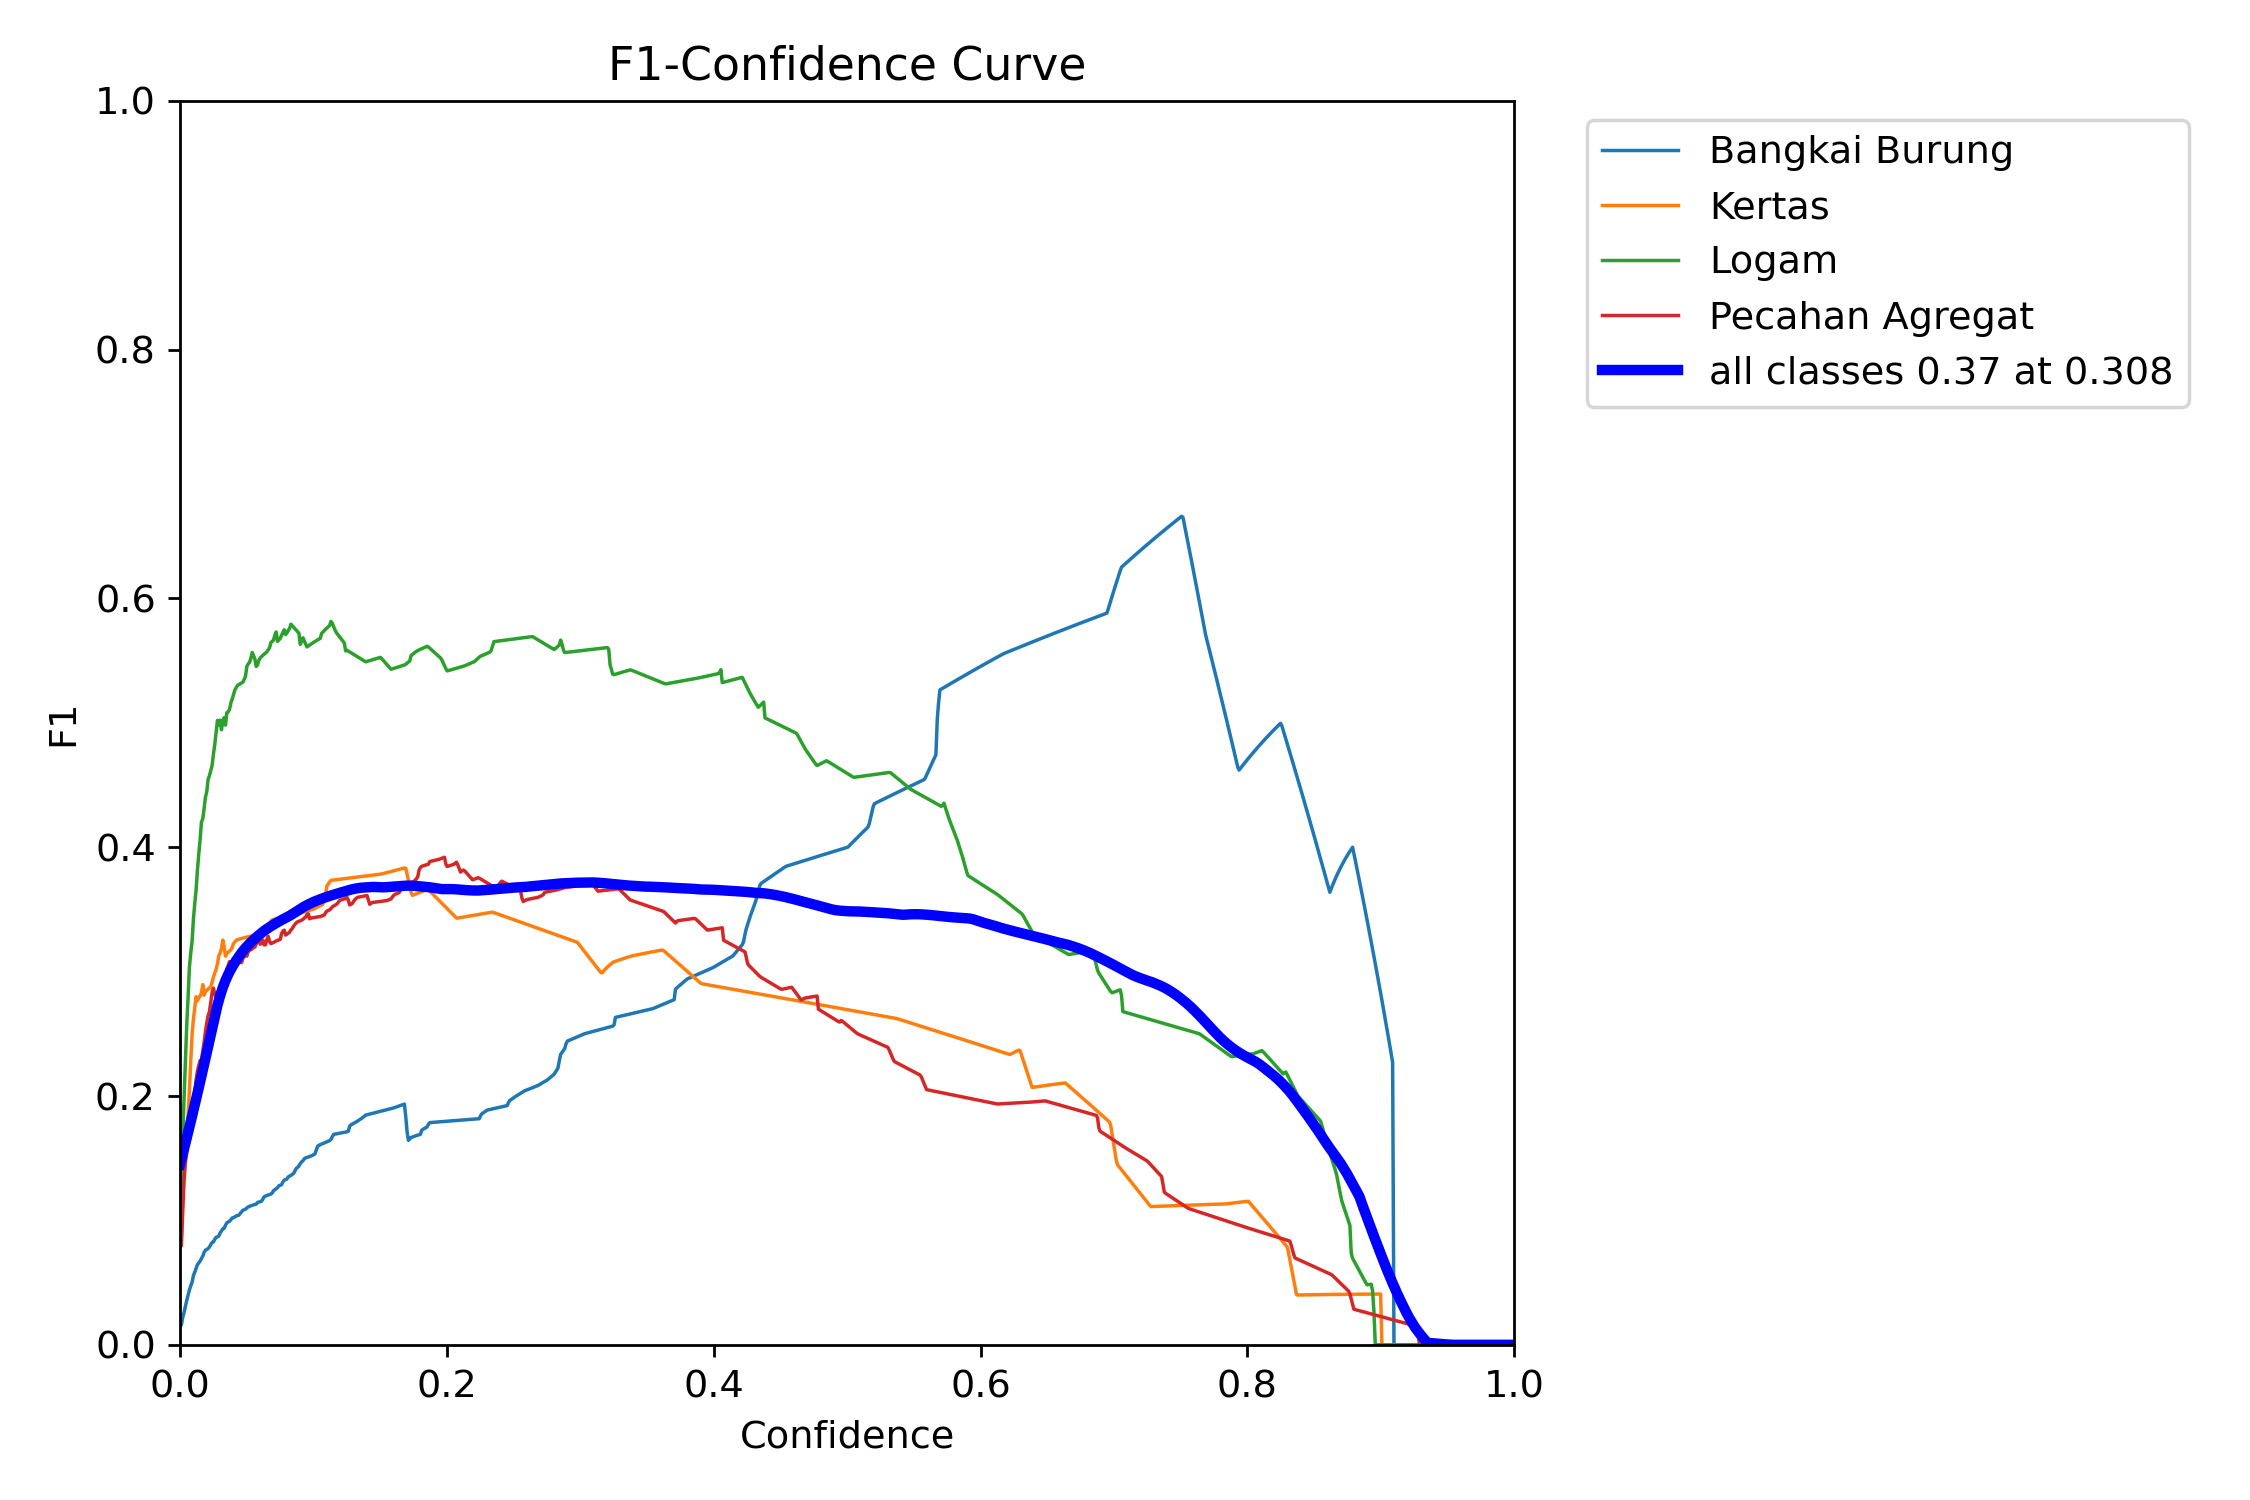 F1-Confidence Curve
1.0
0.8
0.6
0.4
0.2
0.0
F1
0.0 0.2 0.4 0.6 0.8 1.0
Confidence
Bangkai Burung
Kertas
Logam
Pecahan Agregat
all classes 0.37 at 0.308